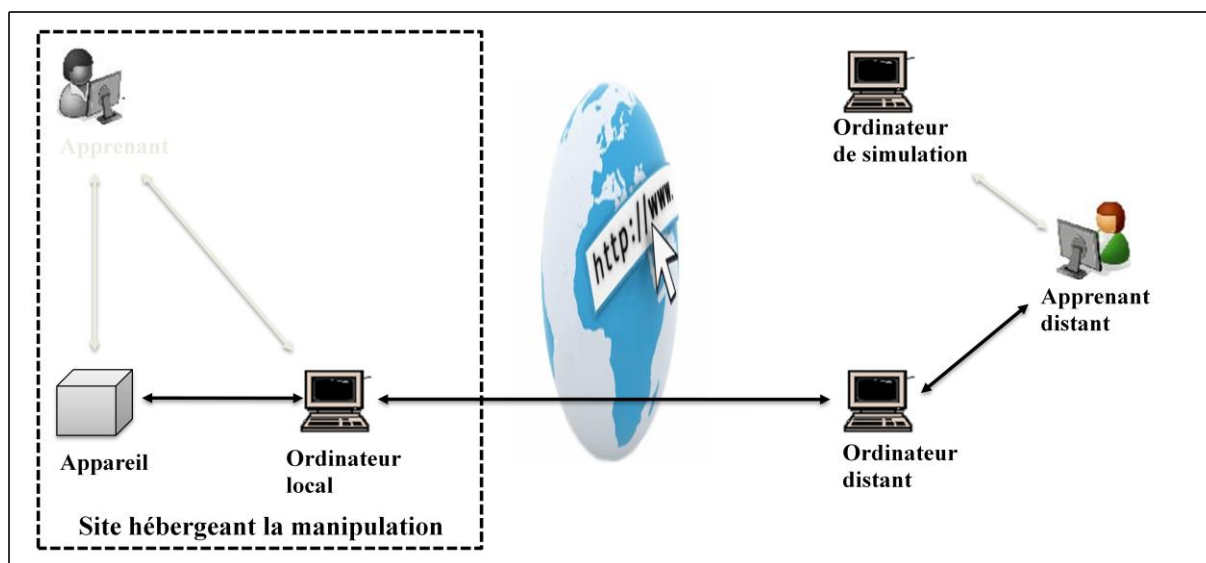 Apprenant
Ordinateur
de simulation
http://www.
Apprenant
distant
Appareil
Ordinateur
local
Ordinateur
distant
Site hébergeant la manipulation